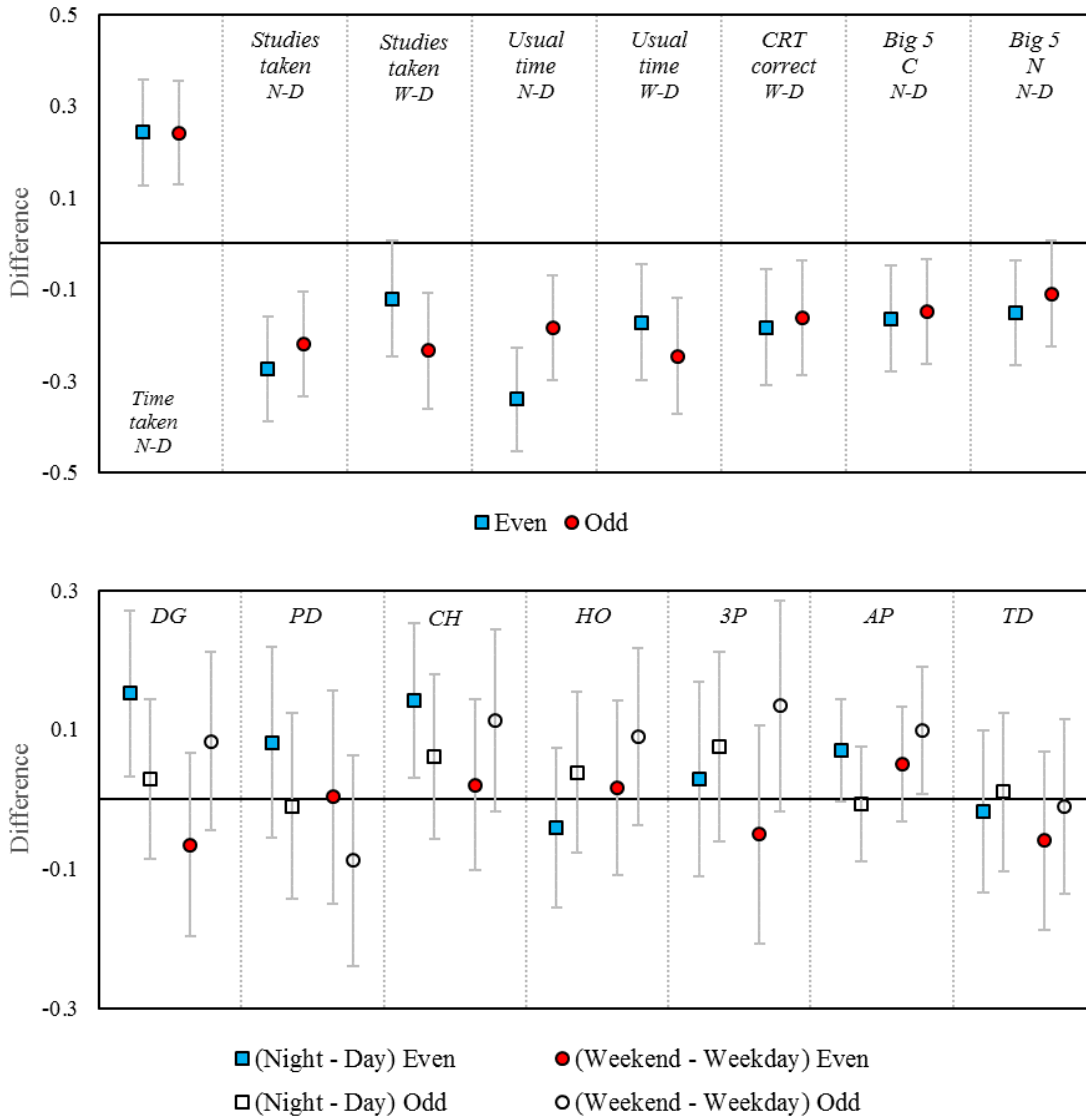 0.5
0.3
0.1
-0.1
-0.3
-0.5
Difference
Time
taken
N-D
Studies
taken
N-D
Studies
taken
W-D
Usual
time
N-D
Usual
time
W-D
CRT
correct
W-D
Big 5
C
N-D
Big 5
N
N-D
Even Odd
0.3
0.1
-0.1
-0.3
Difference
DG PD CH HO 3P AP TD
(Night - Day) Even (Weekend - Weekday) Even
(Night - Day) Odd (Weekend - Weekday) Odd